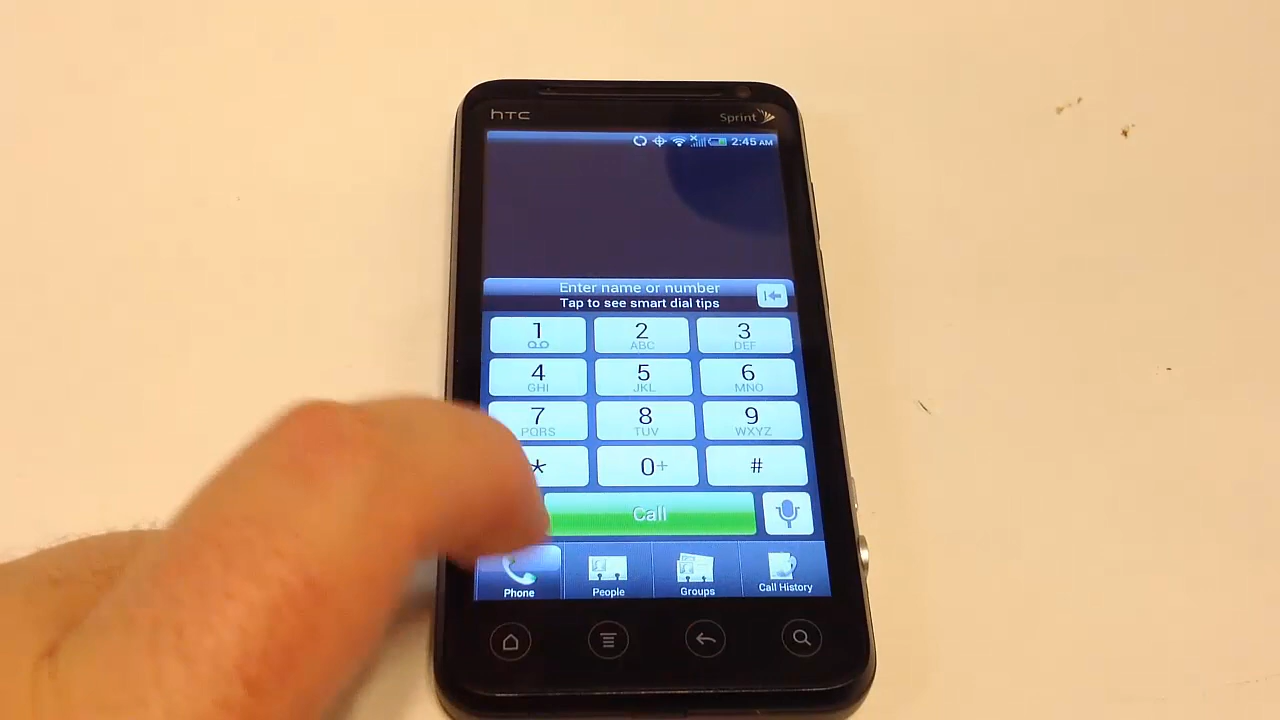 hTC
Sprint
2:45 AM
Enter name or number
Tap to see smart dial tips
1
2
ABC
3
DEF
4
GHI
5
JKL
6
MNO
7
PQRS
8
TUV
9
WXYZ
*
0+
#
Call
Phone
People
Groups
Call History